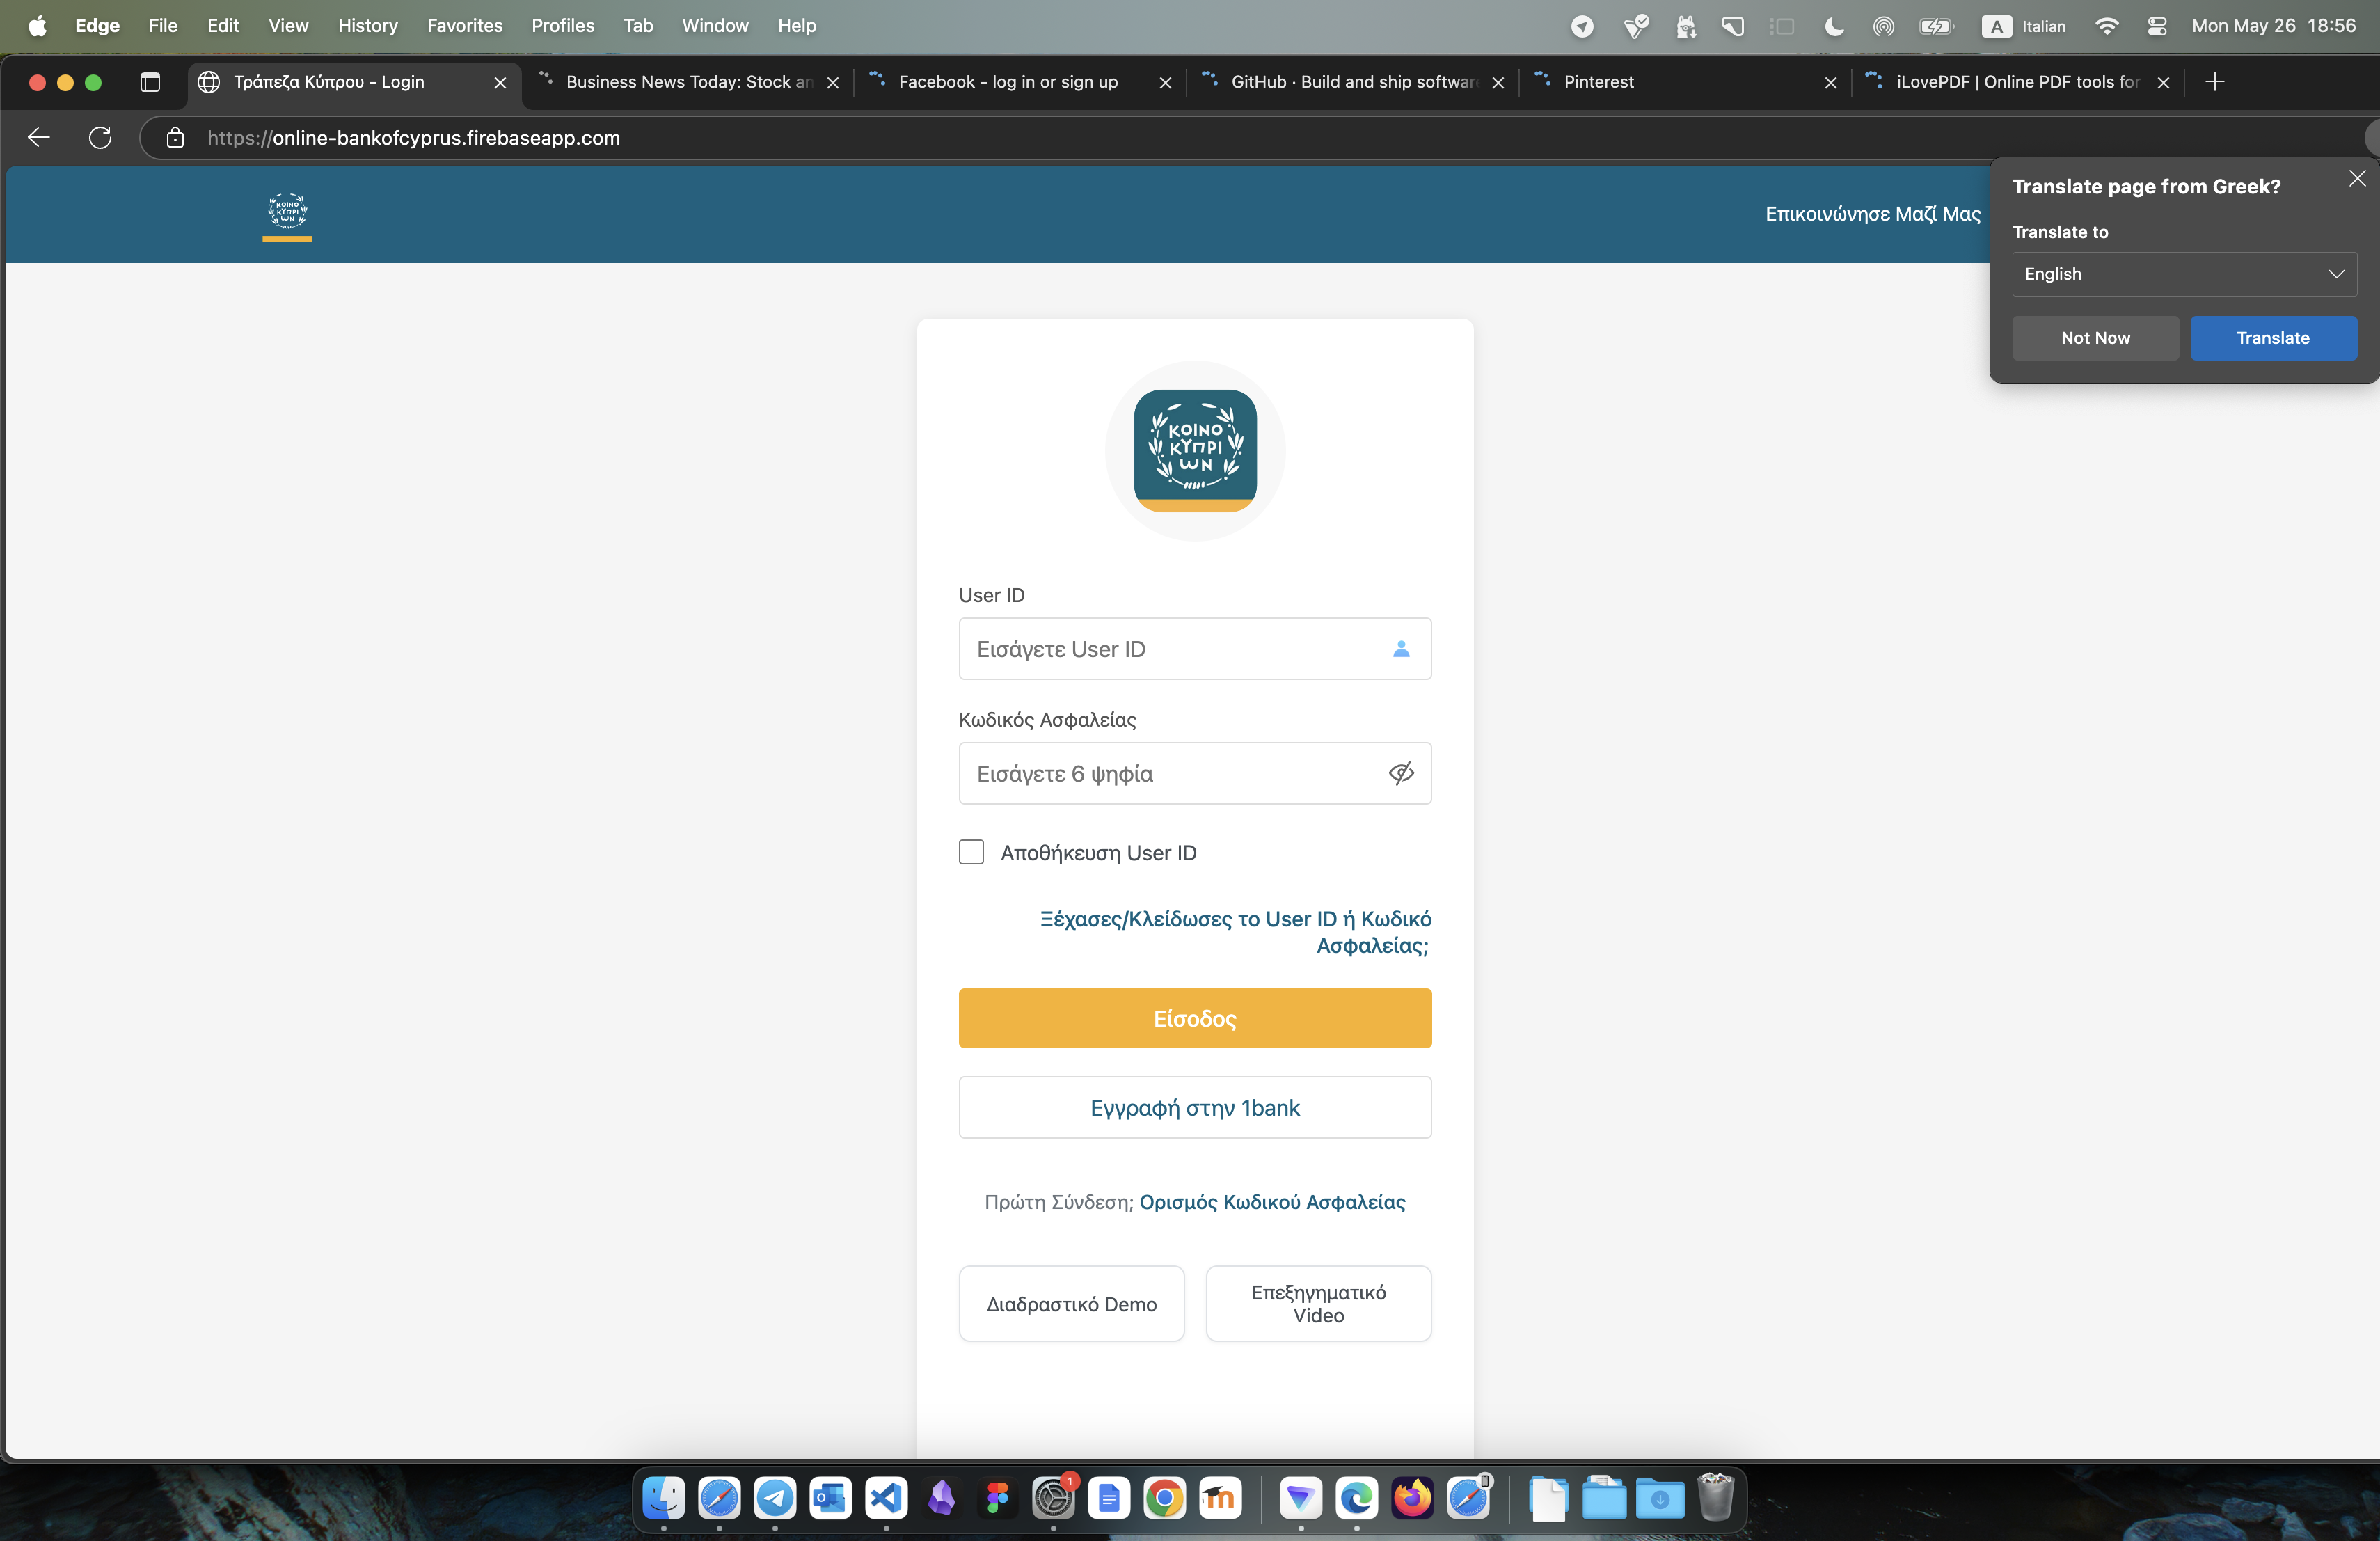 Edge File Edit View History Favorites Profiles Tab Window Help
A Italian Mon May 26 18:56
Τράπεζα Κύπρου - Login
Business News Today: Stock an
Facebook - log in or sign up
GitHub · Build and ship software
Pinterest
iLovePDF | Online PDF tools for
https://online-bankofcyprus.firebaseapp.com
ΚΟΙΝΟ
ΚΥΠΡΙ
ΩΝ
Επικοινώνησε Μαζί Μας
Translate page from Greek?
Translate to
English
Not Now
Translate
ΚΟΙΝΟ
ΚΥΠΡΙ
ΩΝ
User ID
Εισάγετε User ID
Κωδικός Ασφαλείας
Εισάγετε 6 ψηφία
Αποθήκευση User ID
Ξέχασες/Κλείδωσες το User ID ή Κωδικό
Ασφαλείας;
Είσοδος
Εγγραφή στην 1bank
Πρώτη Σύνδεση; Ορισμός Κωδικού Ασφαλείας
Διαδραστικό Demo
Επεξηγηματικό
Video
1